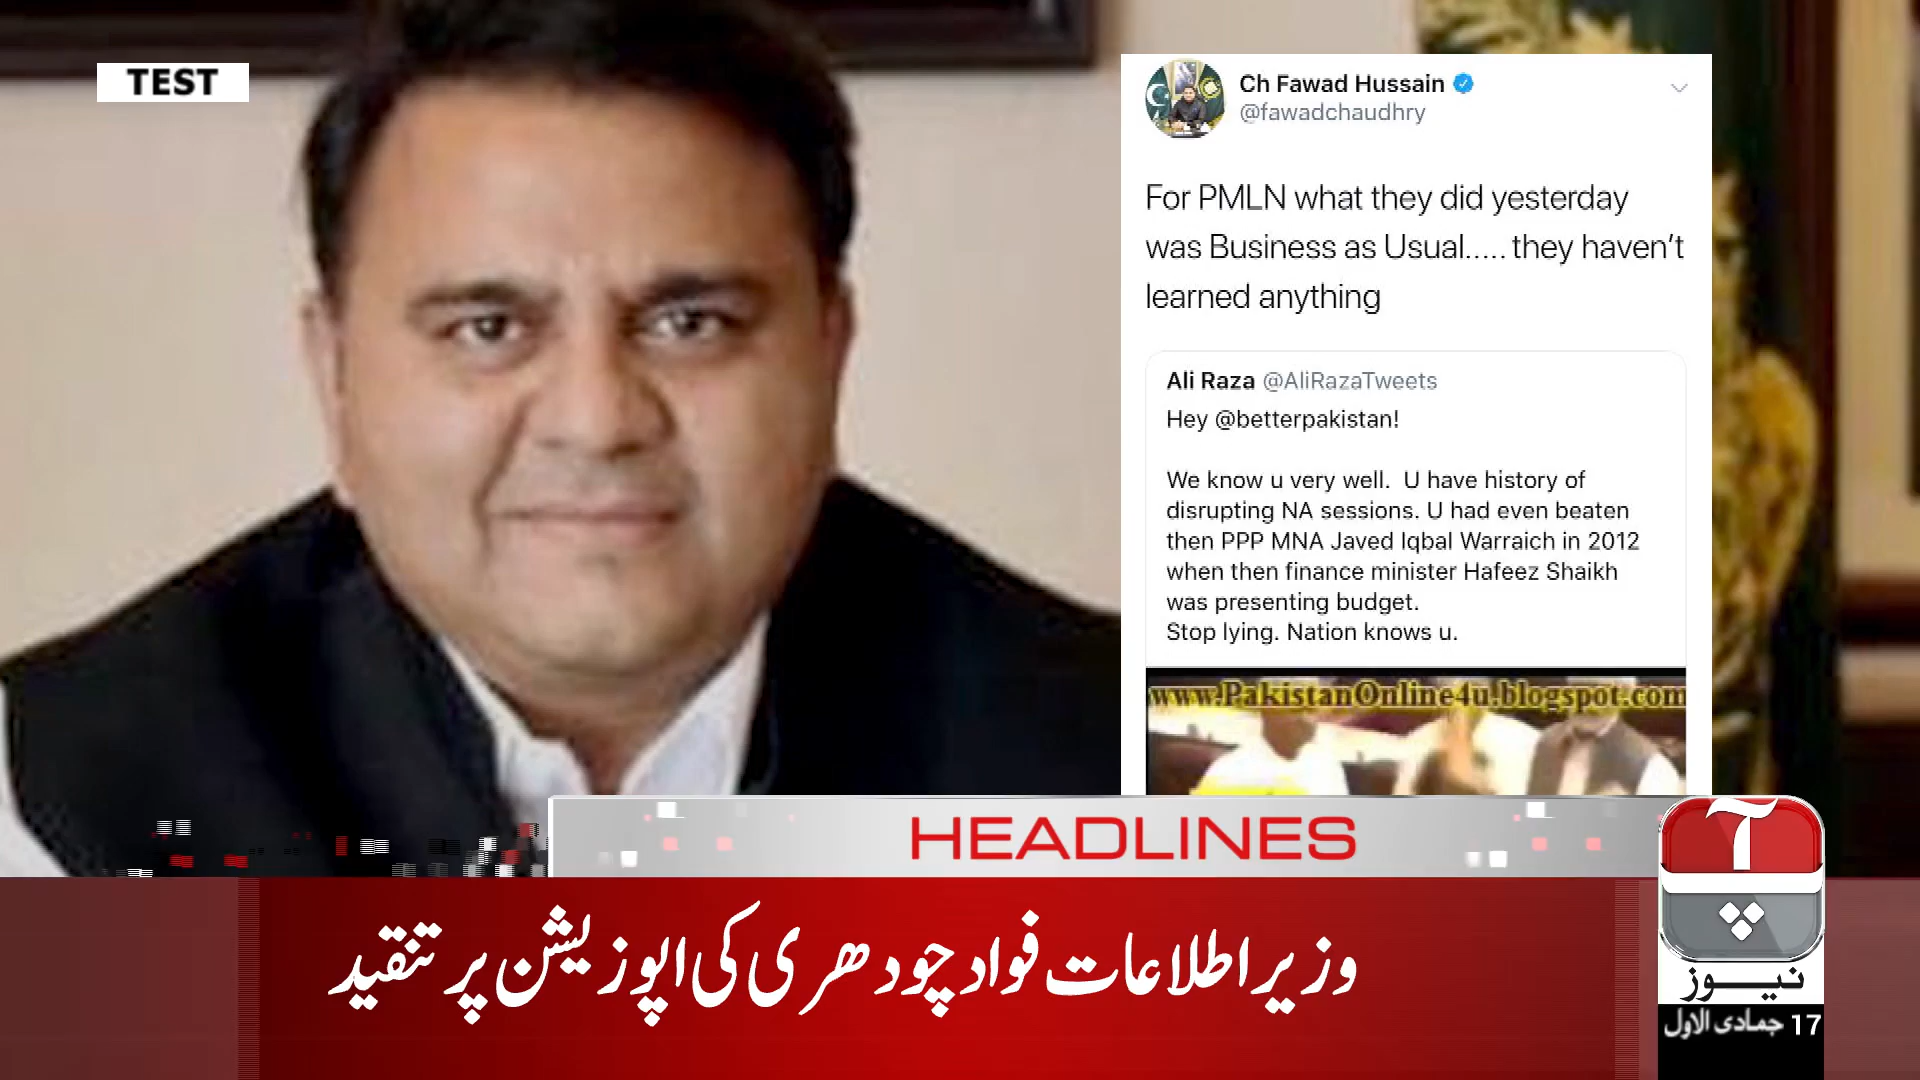 TEST
Ch Fawad Hussain
@fawadchaudhry
For PMLN what they did yesterday
was Business as Usual..... they haven't
learned anything
Ali Raza @AliRazaTweets
Hey @betterpakistan!
We know u very well.  U have history of
disrupting NA sessions. U had even beaten
then PPP MNA Javed Iqbal Warraich in 2012
when then finance minister Hafeez Shaikh
was presenting budget.
Stop lying. Nation knows u.
www.PakistanOnline4u.blogspot.com
HEADLINES
وزیر اطلاعات فواد چودھری کی اپوزیشن پر تنقید
آپ
نیوز
17 جمادی الاول